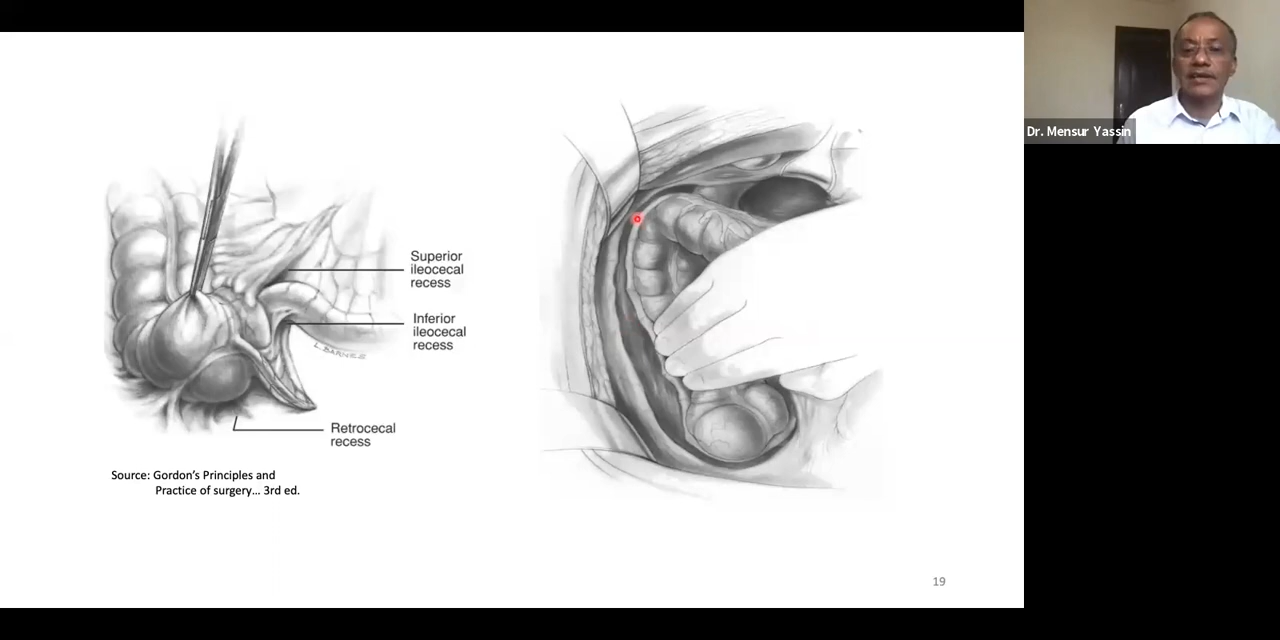 Superior
ileocecal
recess
Inferior
ileocecal
recess
L. BARNES
Retrocecal
recess
Source: Gordon's Principles and
Practice of surgery... 3rd ed.
19
Dr. Mensur Yassin